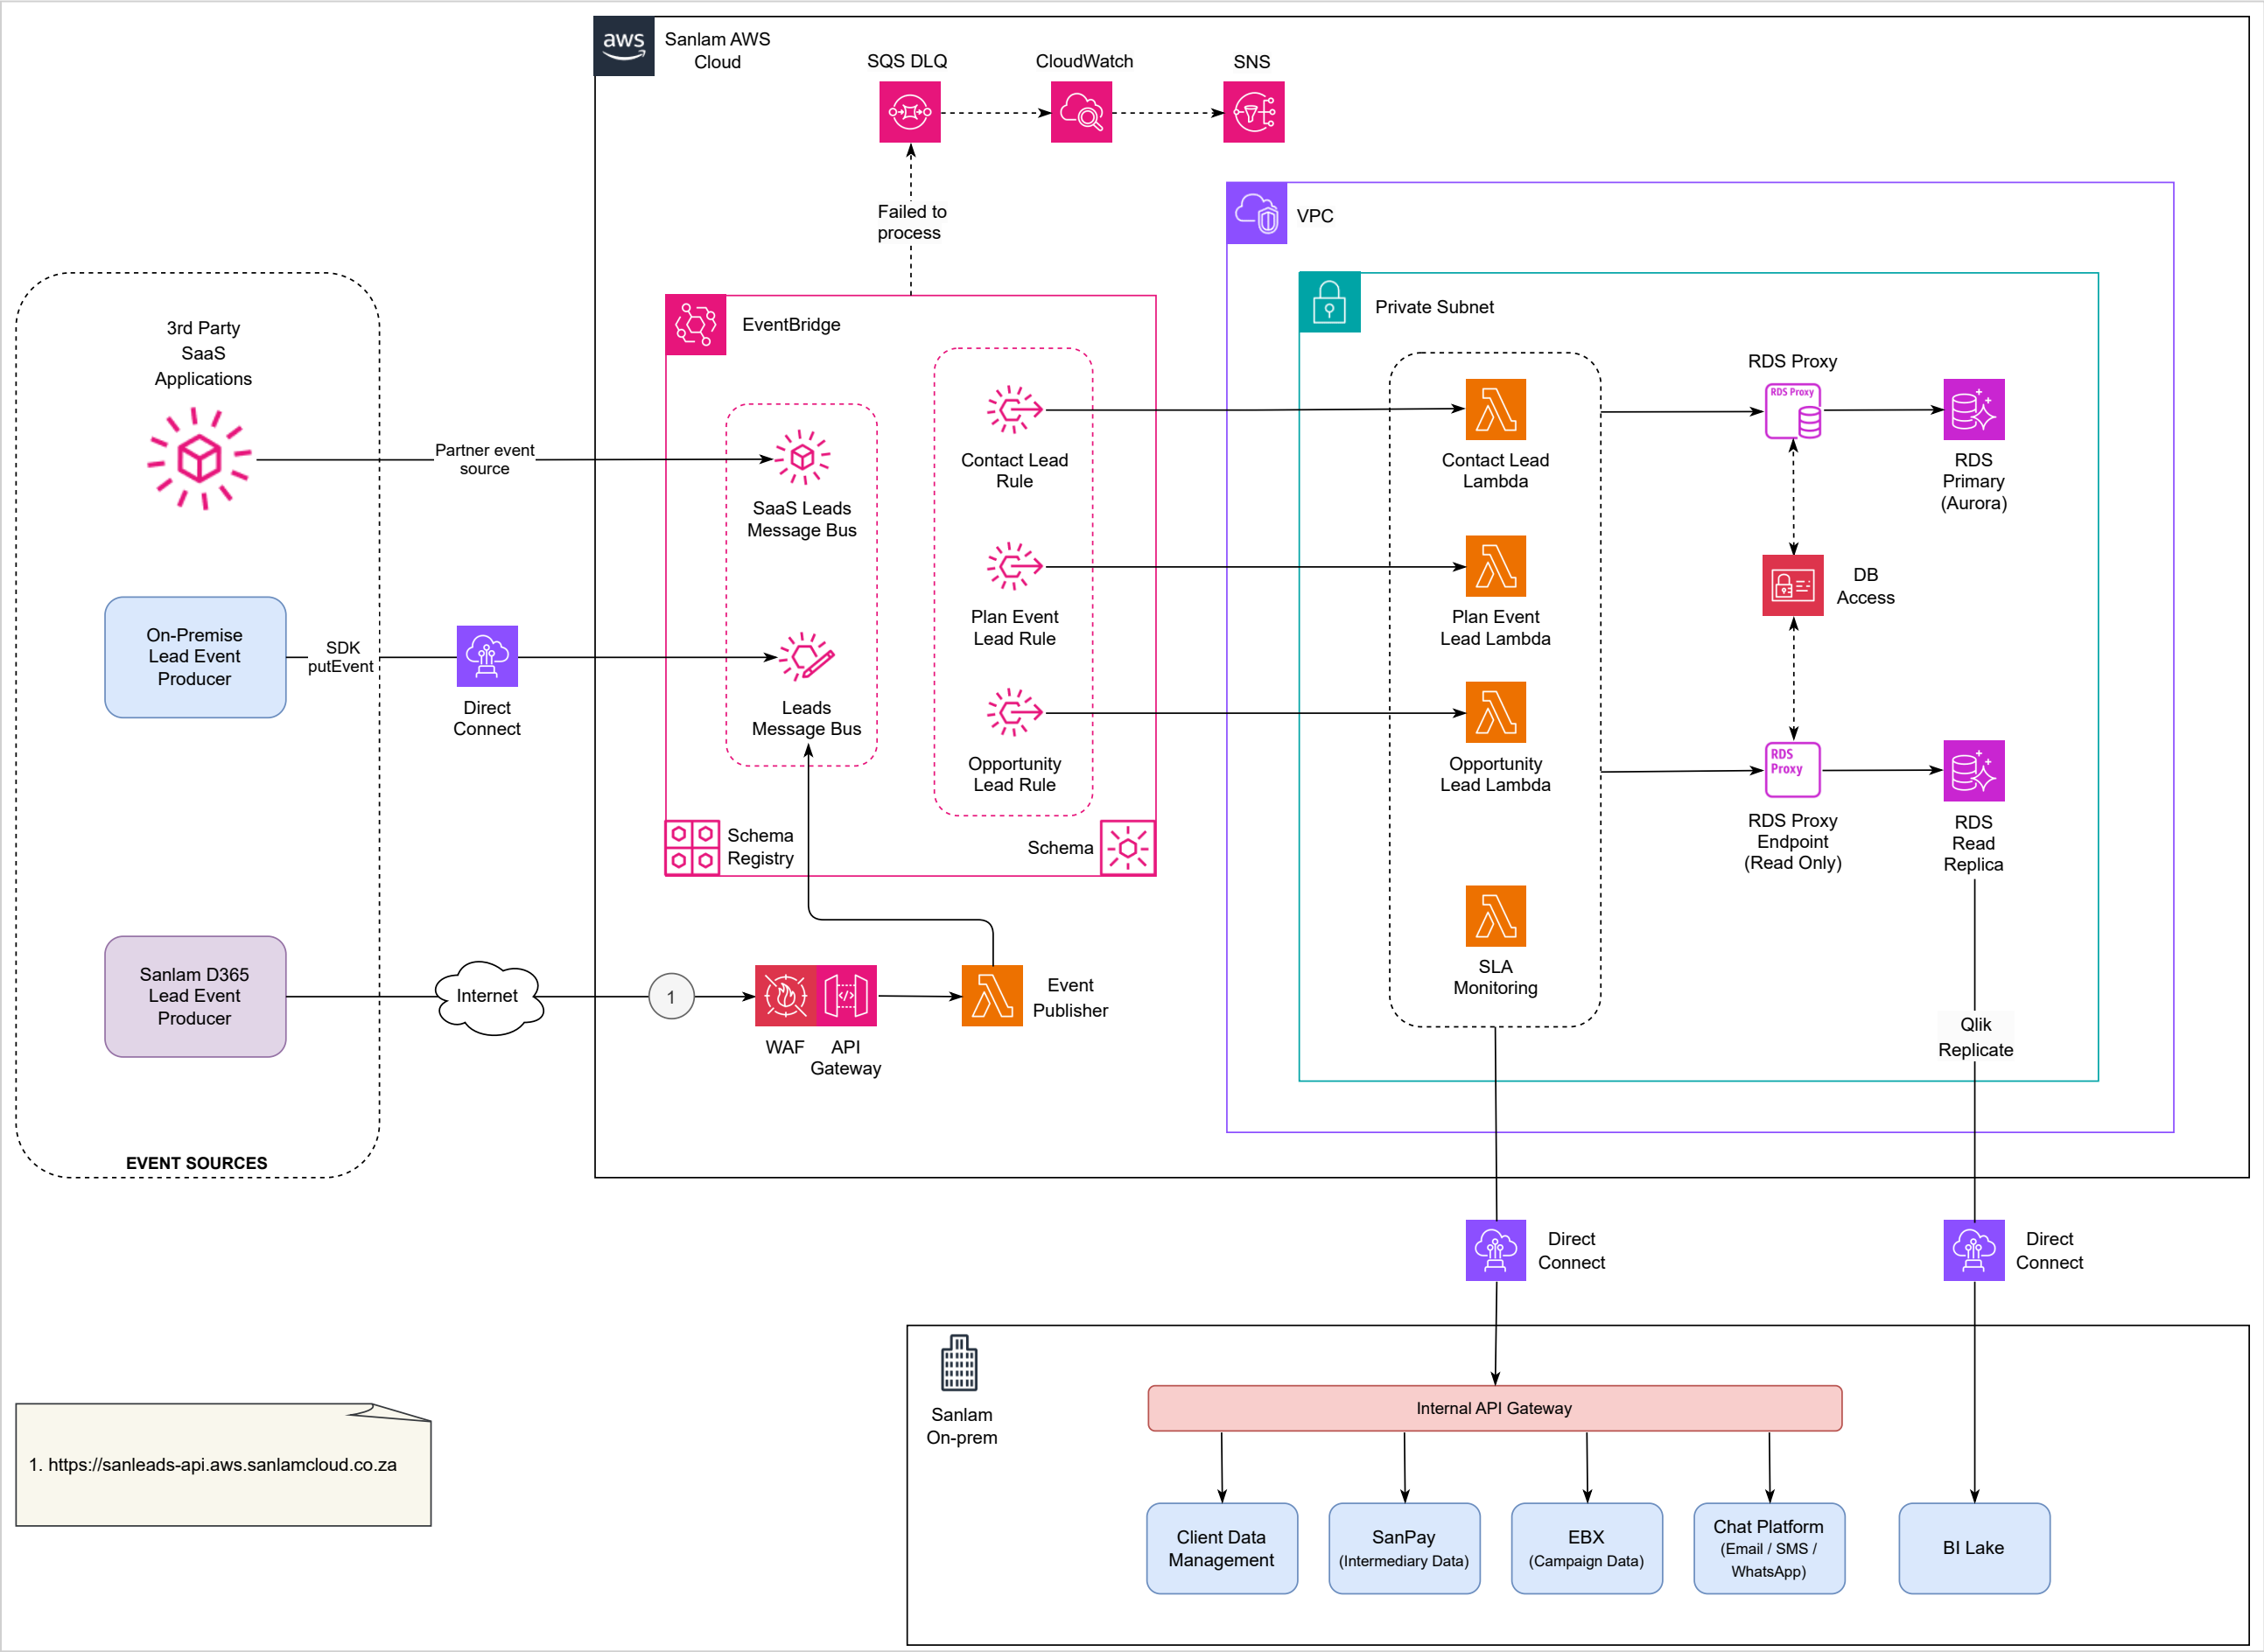 aws
Sanlam AWS
Cloud
SQS DLQ
CloudWatch
SNS
Failed to
process
VPC
Private Subnet
EventBridge
3rd Party
SaaS
Applications
Partner event
source
SaaS Leads
Message Bus
Contact Lead
Rule
Contact Lead
Lambda
RDS Proxy
RDS Proxy
RDS
Primary
(Aurora)
On-Premise
Lead Event
Producer
SDK
putEvent
Direct
Connect
Leads
Message Bus
Plan Event
Lead Rule
Plan Event
Lead Lambda
DB
Access
Opportunity
Lead Rule
Opportunity
Lead Lambda
RDS
Proxy
RDS Proxy
Endpoint
(Read Only)
RDS
Read
Replica
Schema
Registry
Schema
Sanlam D365
Lead Event
Producer
Internet
1
WAF
API
Gateway
Event
Publisher
SLA
Monitoring
Qlik
Replicate
EVENT SOURCES
Direct
Connect
Direct
Connect
Sanlam
On-prem
Internal API Gateway
1. https://sanleads-api.aws.sanlamcloud.co.za
Client Data
Management
SanPay
(Intermediary Data)
EBX
(Campaign Data)
Chat Platform
(Email / SMS /
WhatsApp)
BI Lake